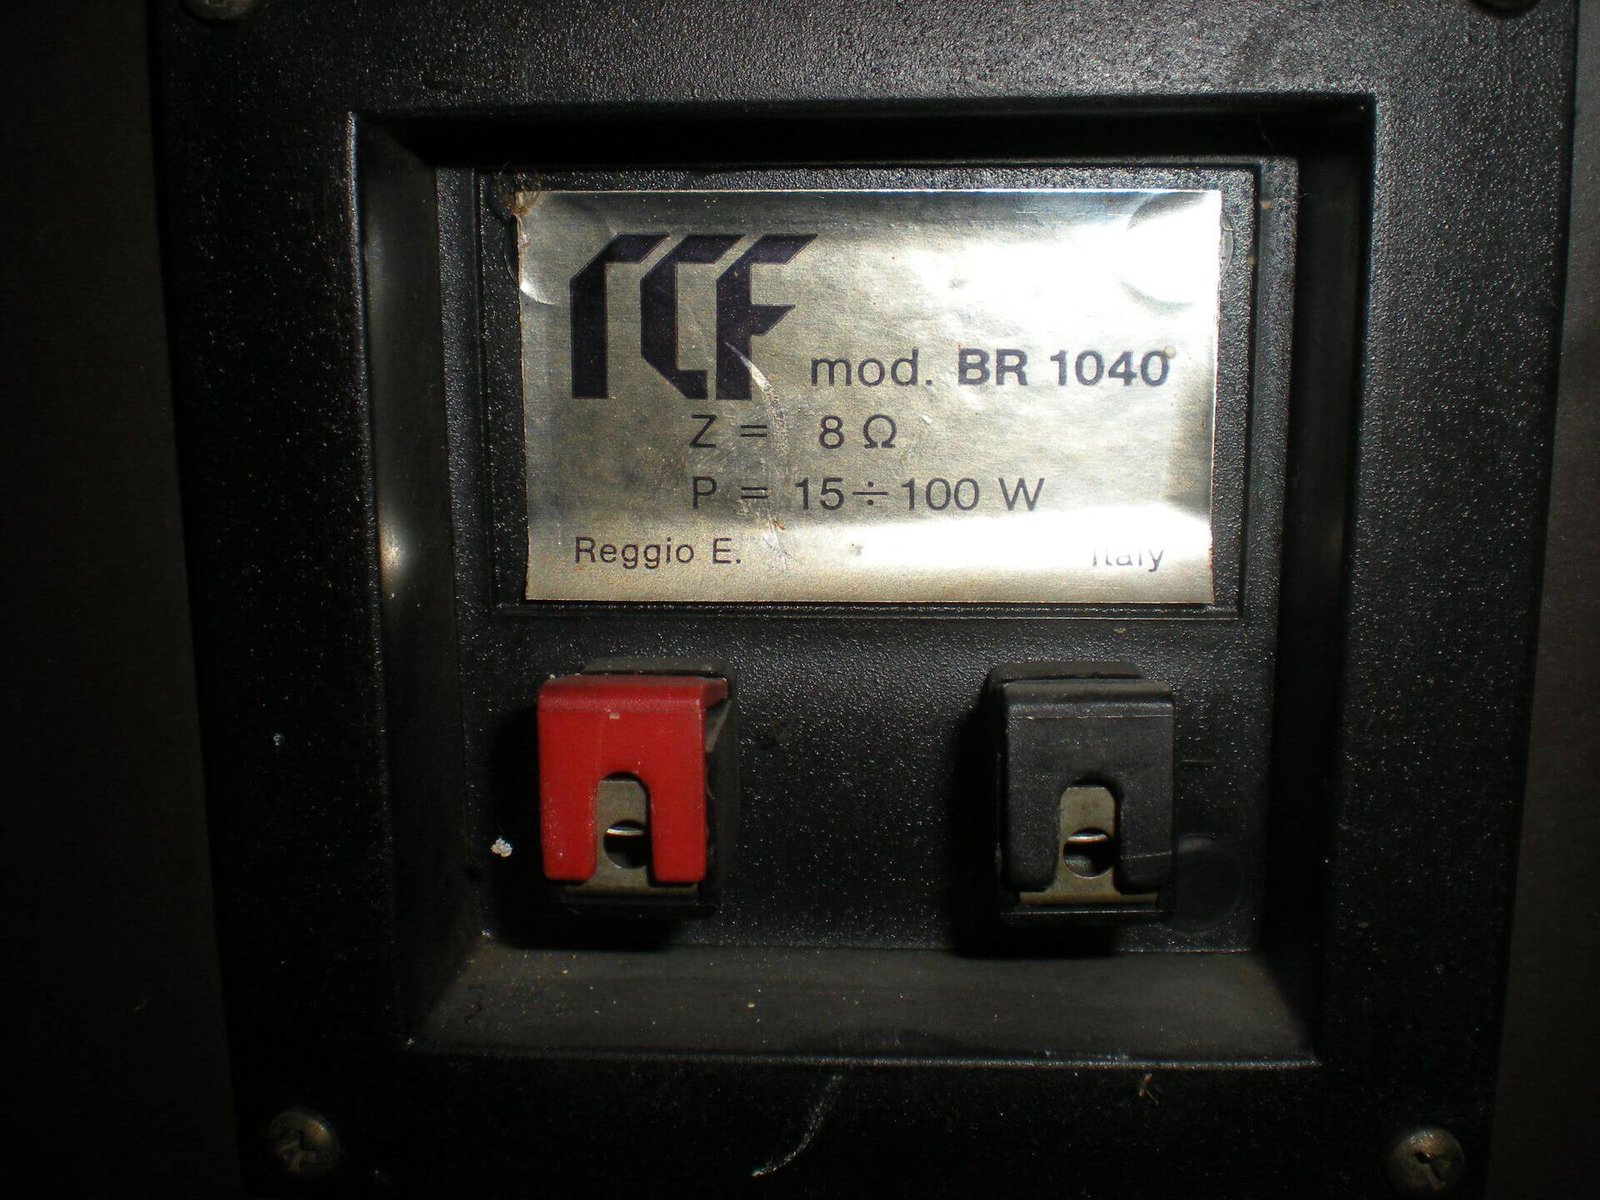 rcf mod. BR 1040
Z = 8 Ω
P = 15÷100 W
Reggio E. Italy